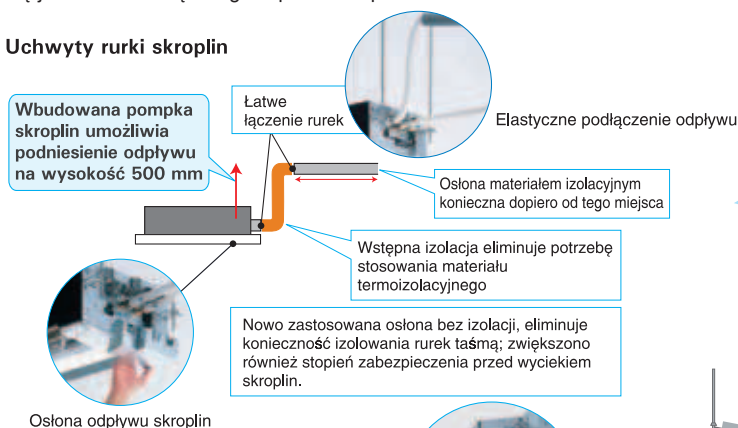 Uchwyty rurki skroplin
Wbudowana pompka
skroplin umożliwia
podniesienie odpływu
na wysokość 500 mm
Łatwe
łączenie rurek
Elastyczne podłączenie odpływu
Osłona materiałem izolacyjnym
konieczna dopiero od tego miejsca
Wstępna izolacja eliminuje potrzebę
stosowania materiału
termoizolacyjnego
Nowo zastosowana osłona bez izolacji, eliminuje
konieczność izolowania rurek taśmą; zwiększono
również stopień zabezpieczenia przed wyciekiem
skroplin.
Osłona odpływu skroplin